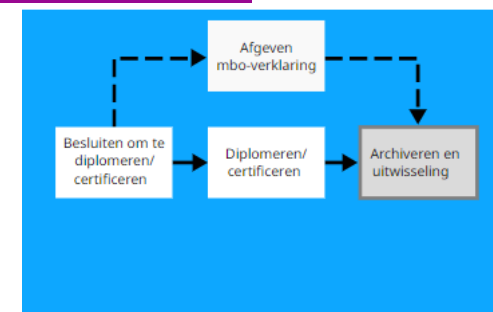 Afgeven
mbo-verklaring
Besluiten om te
diplomeren/
certificeren
Diplomeren/
certificeren
Archiveren en
uitwisseling